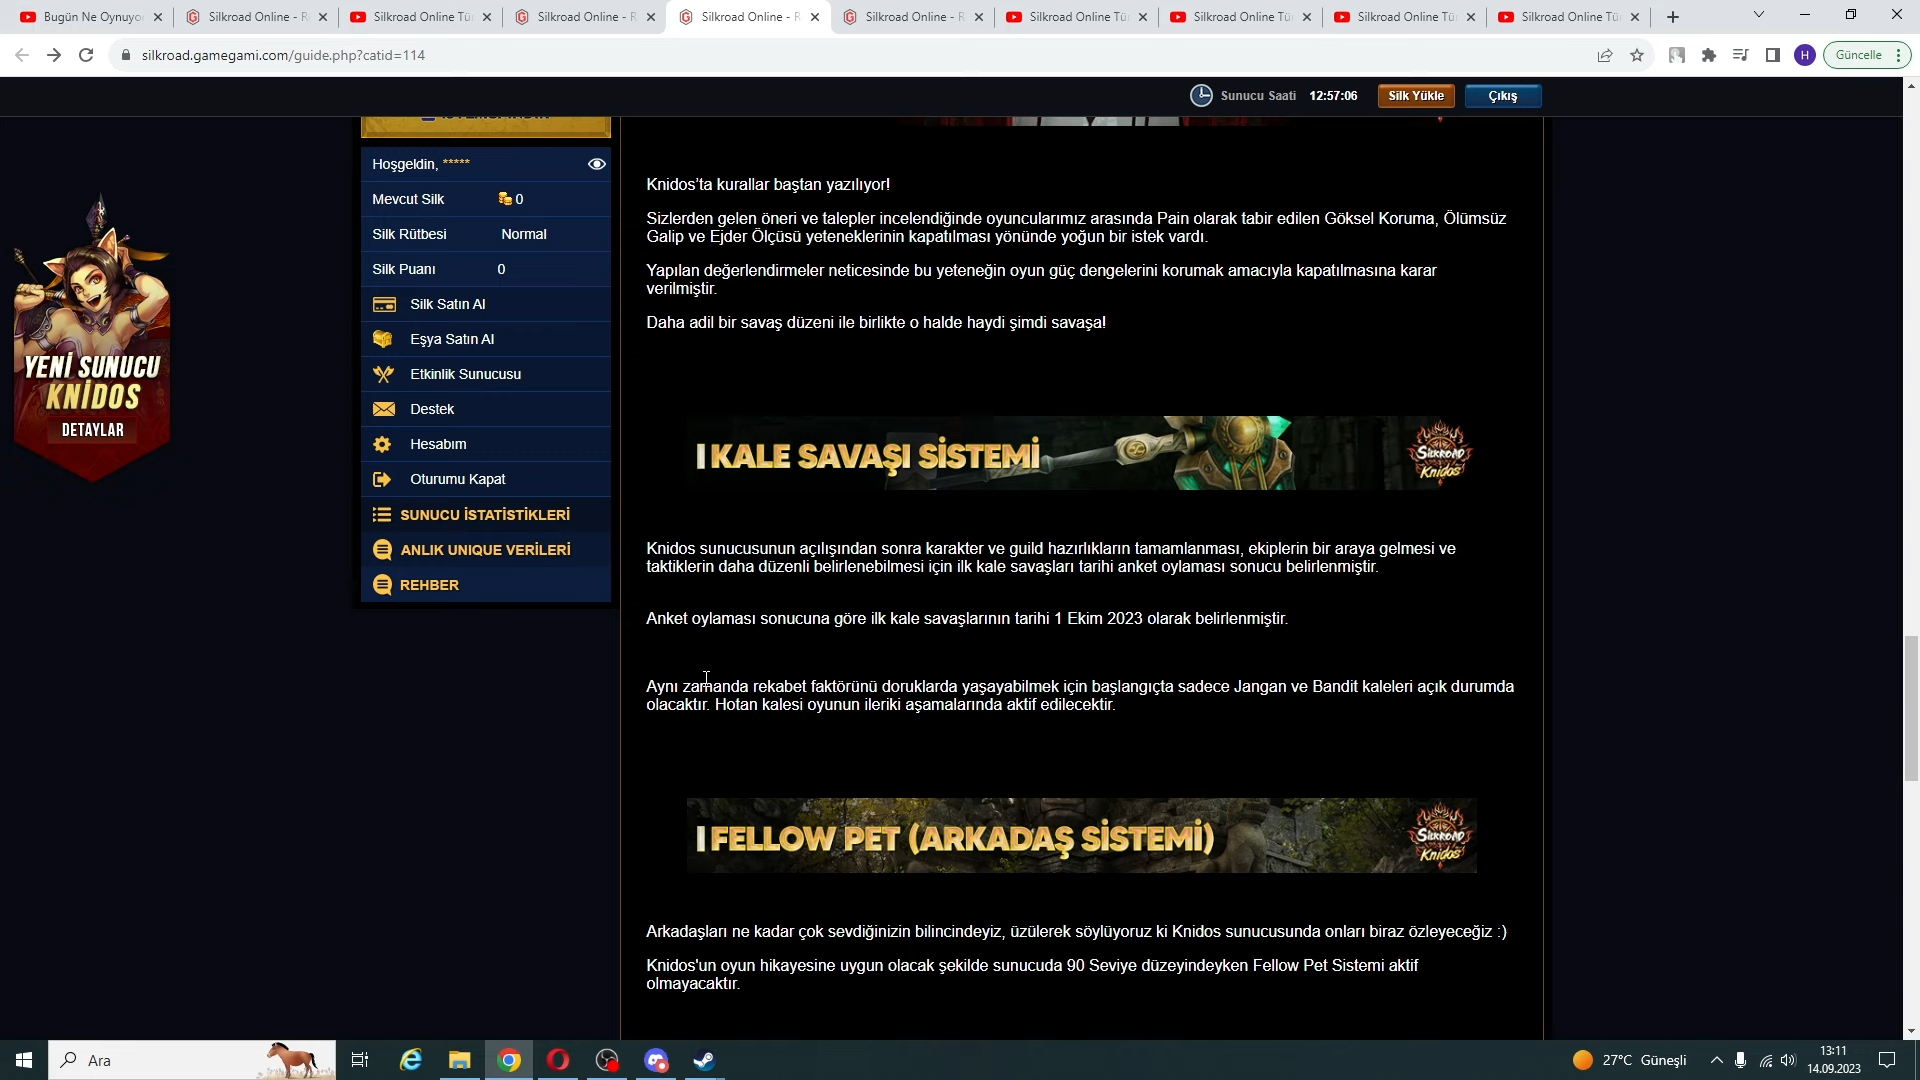 Bugün Ne Oynuyo
Silkroad Online - R
Silkroad Online Tür
Silkroad Online - R
Silkroad Online - R
Silkroad Online - R
Silkroad Online Tür
Silkroad Online Tür
Silkroad Online Tür
Silkroad Online Tür
silkroad.gamegami.com/guide.php?catid=114
H
Güncelle
Sunucu Saati 12:57:06
Silk Yükle
Çıkış
YENİ SUNUCU
KNİDOS
DETAYLAR
Hoşgeldin, *****
Mevcut Silk 0
Silk Rütbesi Normal
Silk Puanı 0
Silk Satın Al
Eşya Satın Al
Etkinlik Sunucusu
Destek
Hesabım
Oturumu Kapat
SUNUCU İSTATİSTİKLERİ
ANLIK UNIQUE VERİLERİ
REHBER
Knidos'ta kurallar baştan yazılıyor!
Sizlerden gelen öneri ve talepler incelendiğinde oyuncularımız arasında Pain olarak tabir edilen Göksel Koruma, Ölümsüz
Galip ve Ejder Ölçüsü yeteneklerinin kapatılması yönünde yoğun bir istek vardı.
Yapılan değerlendirmeler neticesinde bu yeteneğin oyun güç dengelerini korumak amacıyla kapatılmasına karar
verilmiştir.
Daha adil bir savaş düzeni ile birlikte o halde haydi şimdi savaşa!
KALE SAVAŞI SİSTEMİ
SILKROAD
Knidos
Knidos sunucusunun açılışından sonra karakter ve guild hazırlıkların tamamlanması, ekiplerin bir araya gelmesi ve
taktiklerin daha düzenli belirlenebilmesi için ilk kale savaşları tarihi anket oylaması sonucu belirlenmiştir.
Anket oylaması sonucuna göre ilk kale savaşlarının tarihi 1 Ekim 2023 olarak belirlenmiştir.
Aynı zamanda rekabet faktörünü doruklarda yaşayabilmek için başlangıçta sadece Jangan ve Bandit kaleleri açık durumda
olacaktır. Hotan kalesi oyunun ileriki aşamalarında aktif edilecektir.
FELLOW PET (ARKADAŞ SİSTEMİ)
SILKROAD
Knidos
Arkadaşları ne kadar çok sevdiğinizin bilincindeyiz, üzülerek söylüyoruz ki Knidos sunucusunda onları biraz özleyeceğiz :)
Knidos'un oyun hikayesine uygun olacak şekilde sunucuda 90 Seviye düzeyindeyken Fellow Pet Sistemi aktif
olmayacaktır.
Ara
27°C Güneşli
13:11
14.09.2023